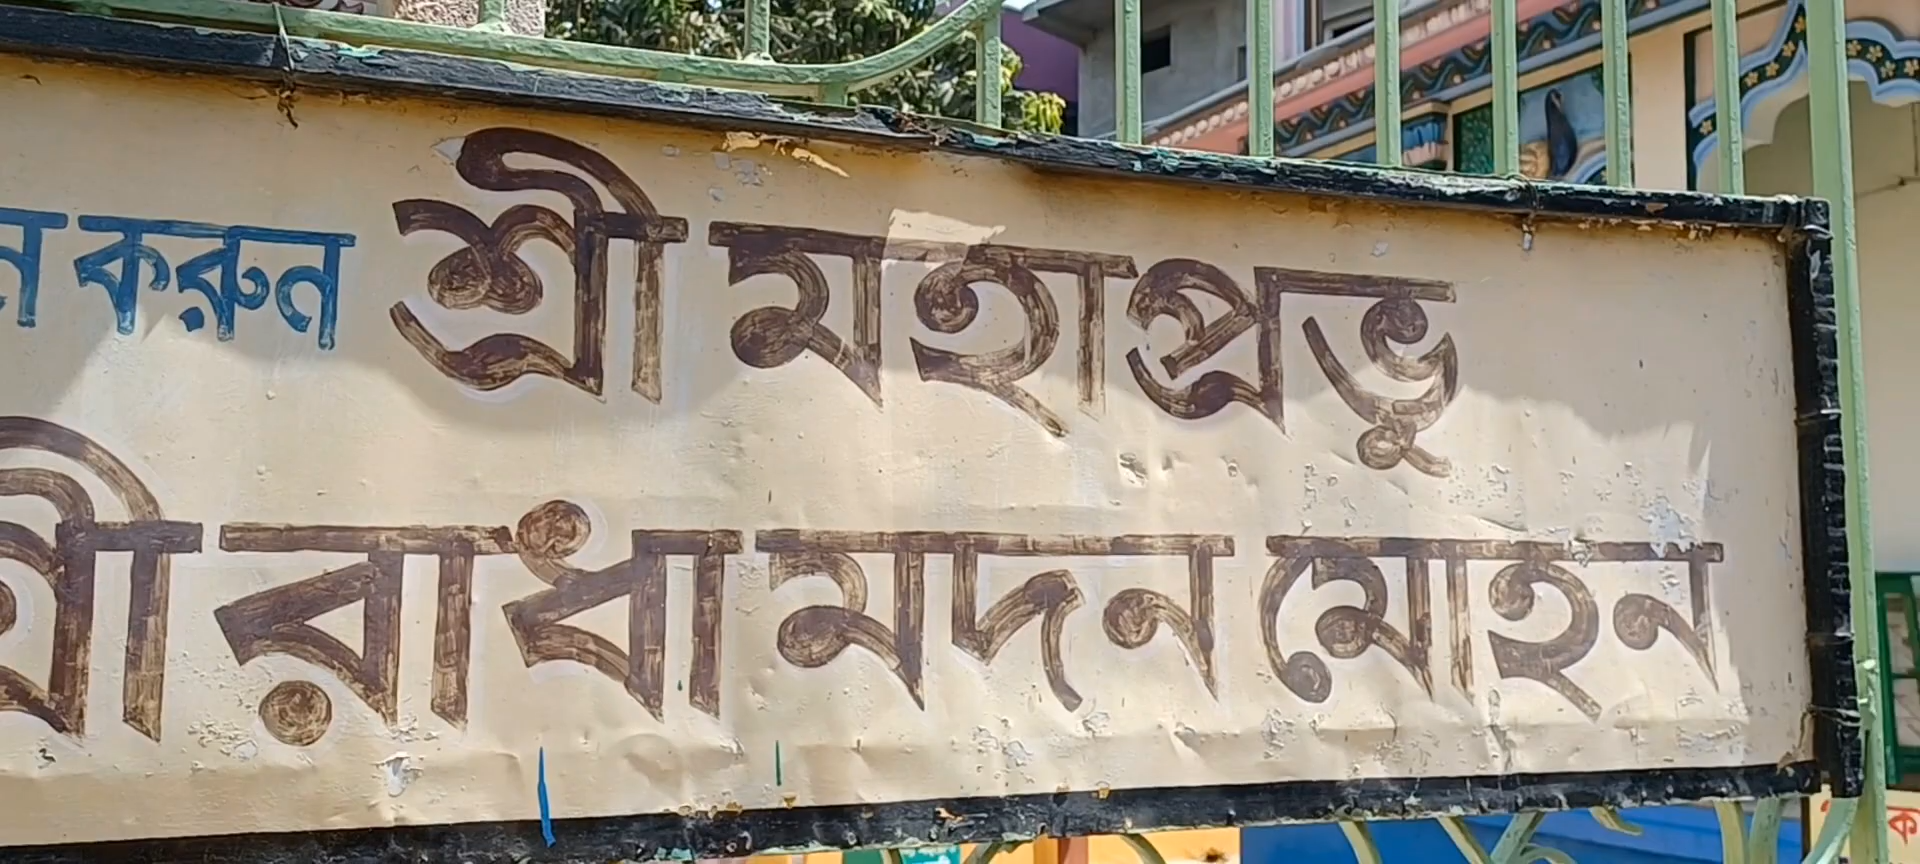 ন করুন শ্রী মহাপ্রভু
শ্রী রাধা মদন মোহন